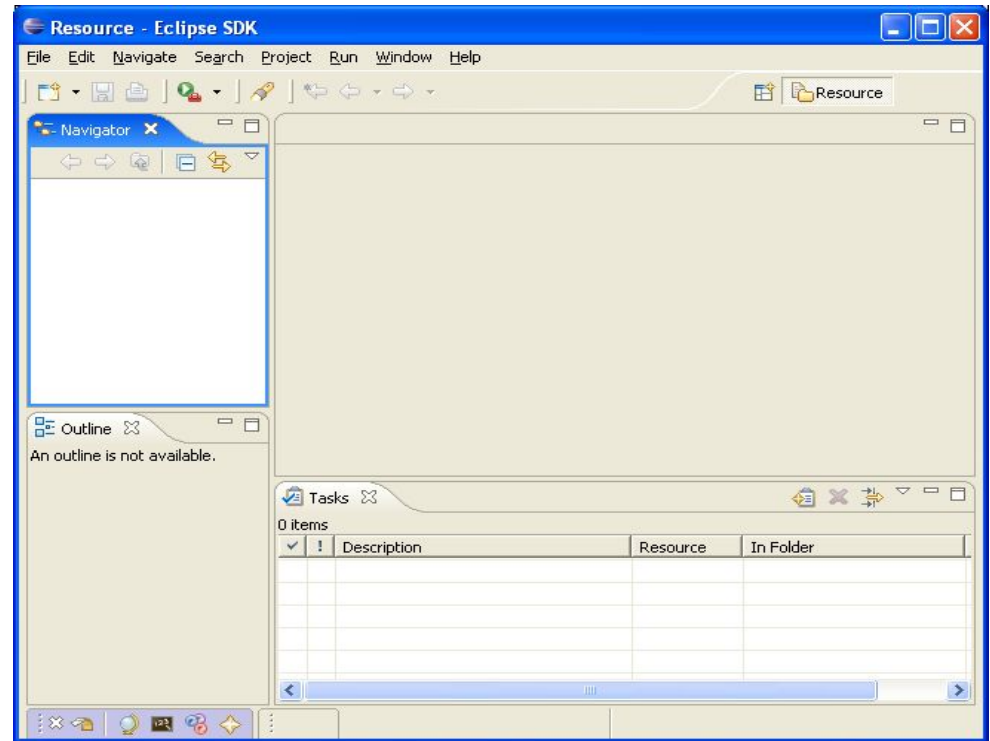 Resource - Eclipse SDK
File Edit Navigate Search Project Run Window Help
Resource
Navigator
Outline
An outline is not available.
Tasks
0 items
! Description Resource In Folder